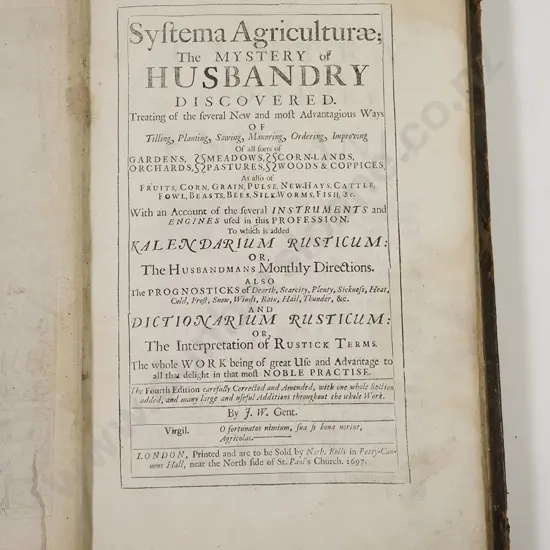 Syſtema Agriculturæ;
The MYSTERY of
HUSBANDRY
DISCOVERED.
Treating of the ſeveral New and moſt Advantagious Ways
OF
Tilling, Planting, Sowing, Manuring, Ordering, Improving
Of all ſorts of
GARDENS, MEADOWS, CORN-LANDS,
ORCHARDS, PASTURES, WOODS & COPPICES,
As alſo of
FRUITS, CORN, GRAIN, PULSE, NEW-HAYS, CATTLE,
FOWL, BEASTS, BEES, SILK-WORMS, FISH, &c.
With an Account of the ſeveral INSTRUMENTS and
ENGINES uſed in this PROFESSION.
To which is added
KALENDARIUM RUSTICUM:
OR,
The HUSBANDMANS Monthly Directions.
ALSO
The PROGNOSTICKS of Dearth, Scarcity, Plenty, Sickneſs, Heat,
Cold, Froſt, Snow, Winds, Rain, Hail, Thunder, &c.
AND
DICTIONARIUM RUSTICUM:
OR,
The Interpretation of RUSTICK TERMS.
The whole WORK being of great Uſe and Advantage to
all that delight in that moſt NOBLE PRACTISE.
The Fourth Edition carefully Corrected and Amended, with one whole Section
added, and many large and uſeful Additions throughout the whole Work.
By J. W. Gent.
Virgil. O fortunatos nimium, ſua ſi bona norint,
Agricolas.
LONDON, Printed and are to be Sold by Nath. Rolls in Petty-Can-
nons Hall, near the North ſide of St. Paul's Church. 1697.